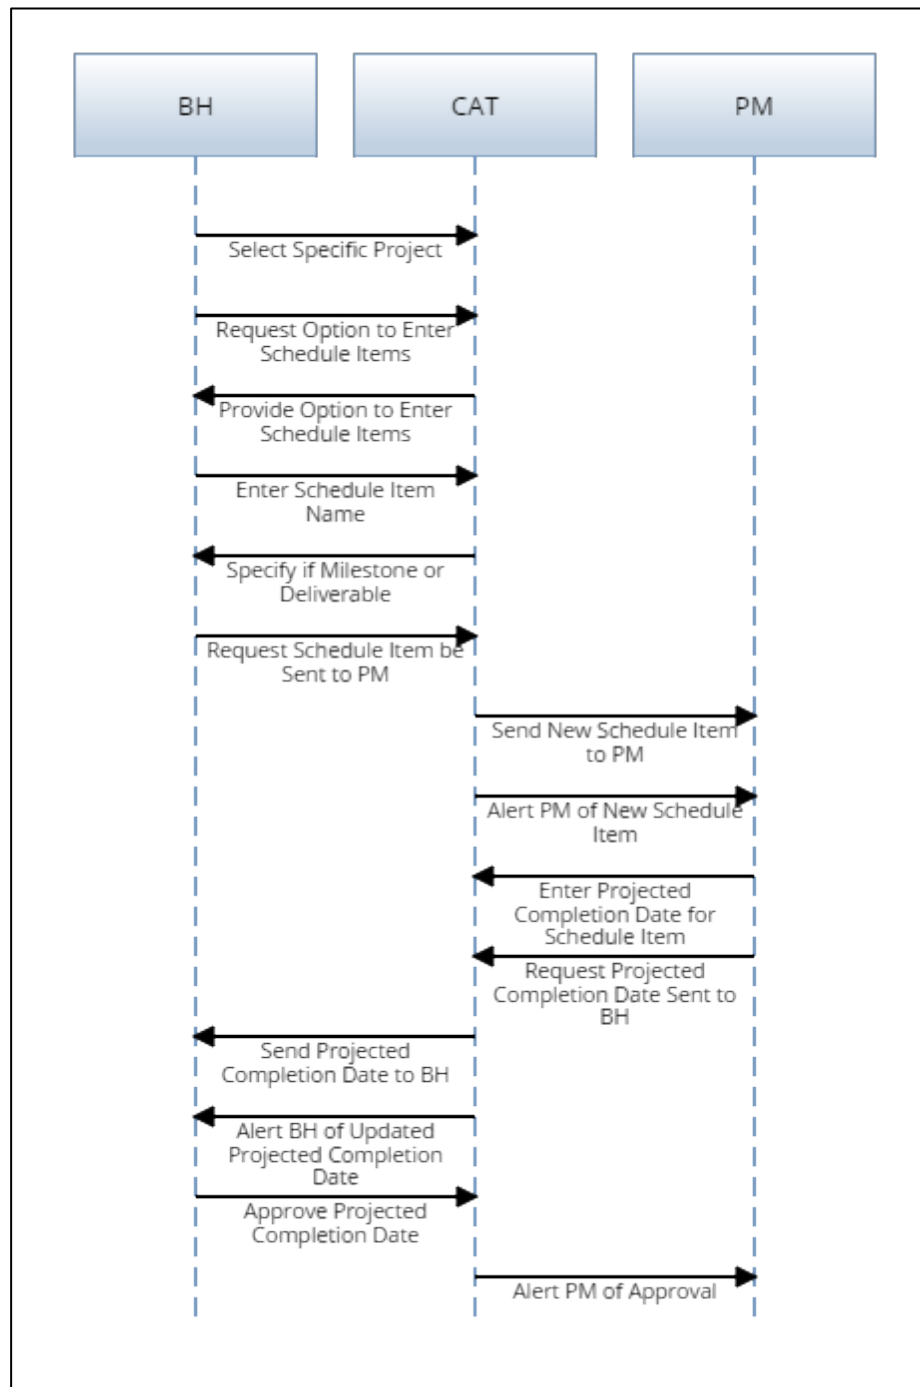 BH
CAT
PM
Select Specific Project
Request Option to Enter
Schedule Items
Provide Option to Enter
Schedule Items
Enter Schedule Item
Name
Specify if Milestone or
Deliverable
Request Schedule Item be
Sent to PM
Send New Schedule Item
to PM
Alert PM of New Schedule
Item
Enter Projected
Completion Date for
Schedule Item
Request Projected
Completion Date Sent to
BH
Send Projected
Completion Date to BH
Alert BH of Updated
Projected Completion
Date
Approve Projected
Completion Date
Alert PM of Approval